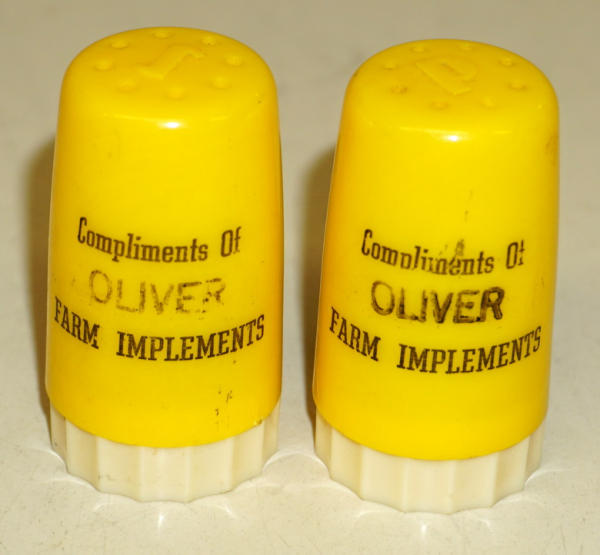 S
Compliments Of
OLIVER
FARM IMPLEMENTS
P
Compliments Of
OLIVER
FARM IMPLEMENTS